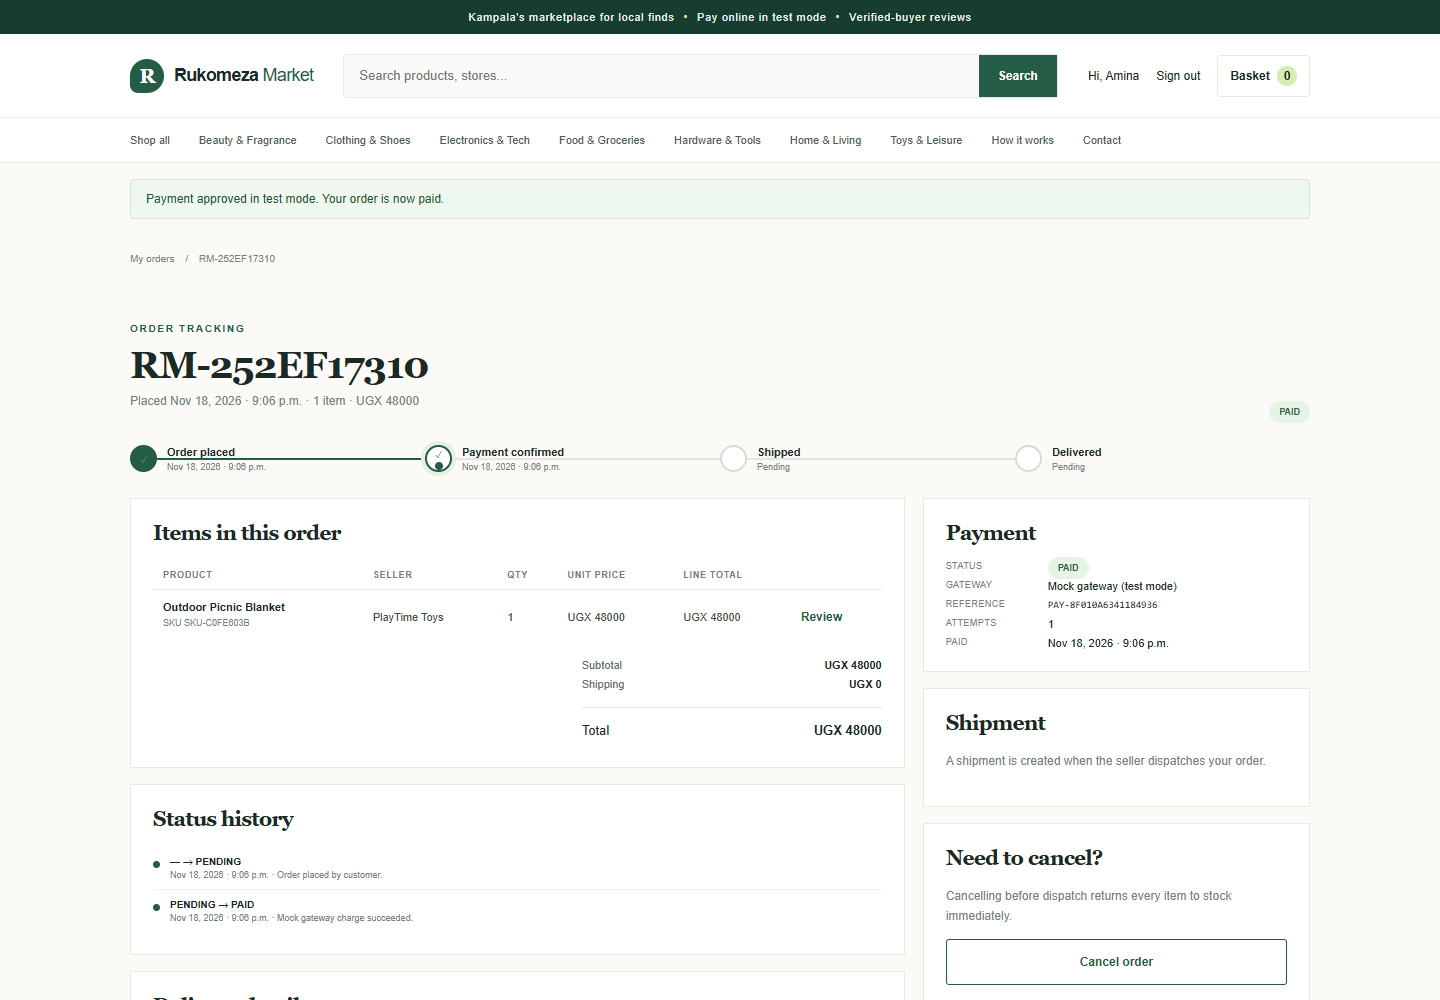 Kampala's marketplace for local finds • Pay online in test mode • Verified-buyer reviews
R Rukomeza Market
Search products, stores...
Search
Hi, Amina
Sign out
Basket 0
Shop all
Beauty & Fragrance
Clothing & Shoes
Electronics & Tech
Food & Groceries
Hardware & Tools
Home & Living
Toys & Leisure
How it works
Contact
Payment approved in test mode. Your order is now paid.
My orders / RM-252EF17310
ORDER TRACKING
RM-252EF17310
Placed Nov 18, 2026 · 9:06 p.m. · 1 item · UGX 48000
PAID
✓ Order placed
Nov 18, 2026 · 9:06 p.m.
✓ Payment confirmed
Nov 18, 2026 · 9:06 p.m.
Shipped
Pending
Delivered
Pending
Items in this order
PRODUCT SELLER QTY UNIT PRICE LINE TOTAL
Outdoor Picnic Blanket
SKU SKU-C0FE603B
PlayTime Toys 1 UGX 48000 UGX 48000 Review
Subtotal UGX 48000
Shipping UGX 0
Total UGX 48000
Status history
— → PENDING
Nov 18, 2026 · 9:06 p.m. · Order placed by customer.
PENDING → PAID
Nov 18, 2026 · 9:06 p.m. · Mock gateway charge succeeded.
Payment
STATUS PAID
GATEWAY Mock gateway (test mode)
REFERENCE PAY-8F010A6341184936
ATTEMPTS 1
PAID Nov 18, 2026 · 9:06 p.m.
Shipment
A shipment is created when the seller dispatches your order.
Need to cancel?
Cancelling before dispatch returns every item to stock
immediately.
Cancel order